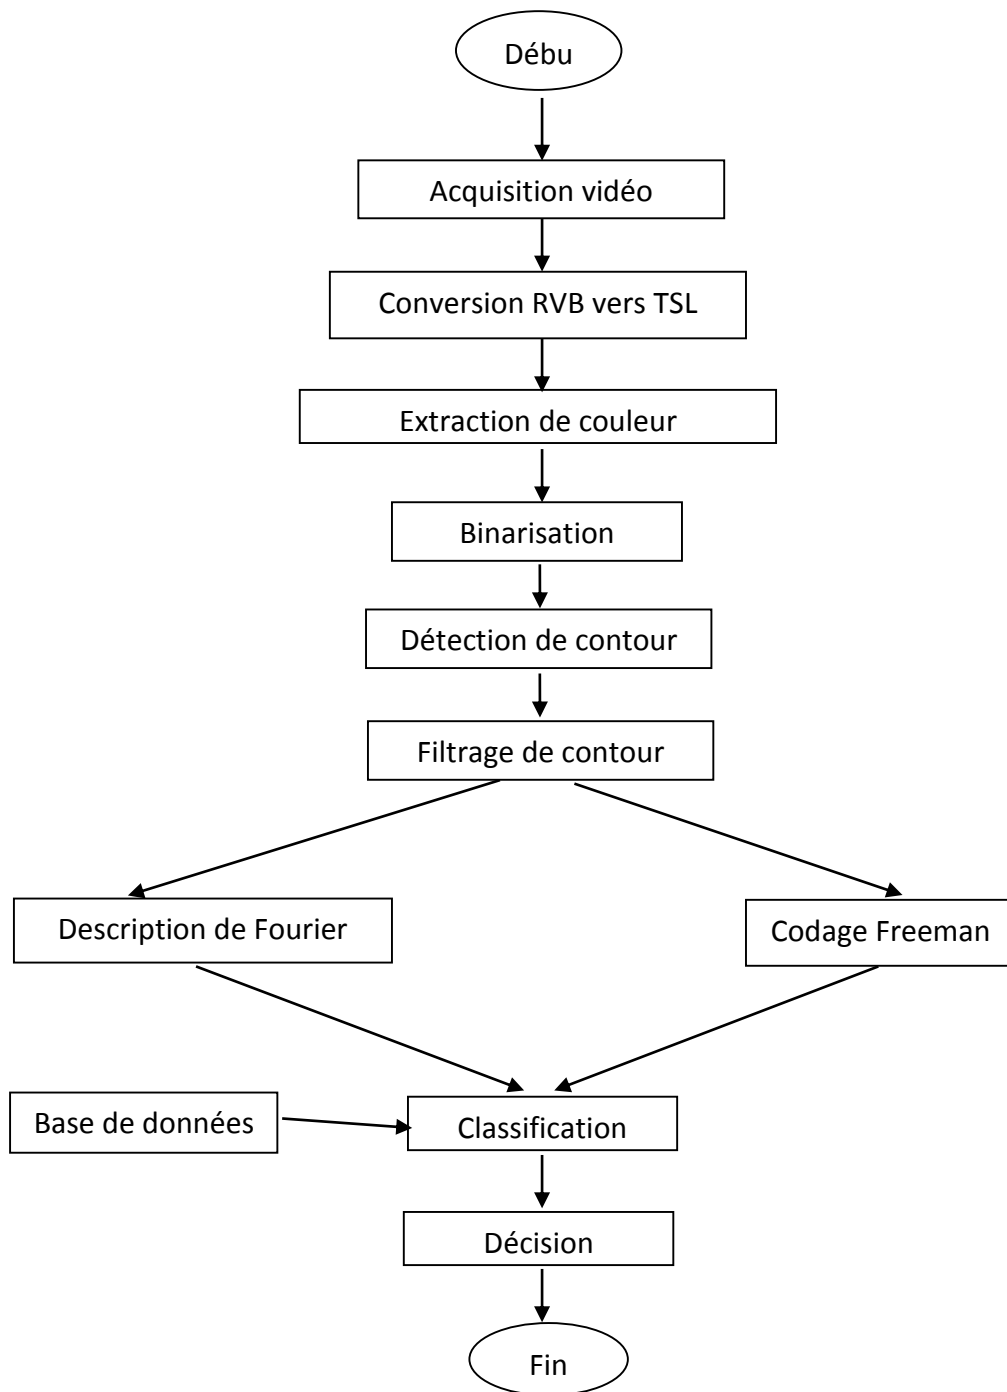 Débu
Acquisition vidéo
Conversion RVB vers TSL
Extraction de couleur
Binarisation
Détection de contour
Filtrage de contour
Description de Fourier
Codage Freeman
Base de données
Classification
Décision
Fin